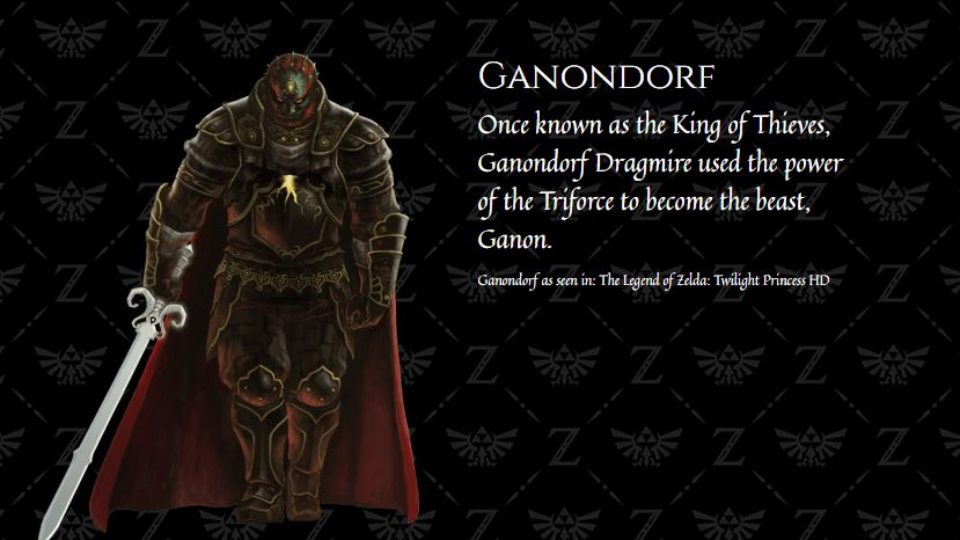 Ganondorf
Once known as the King of Thieves,
Ganondorf Dragmire used the power
of the Triforce to become the beast,
Ganon.
Ganondorf as seen in: The Legend of Zelda: Twilight Princess HD